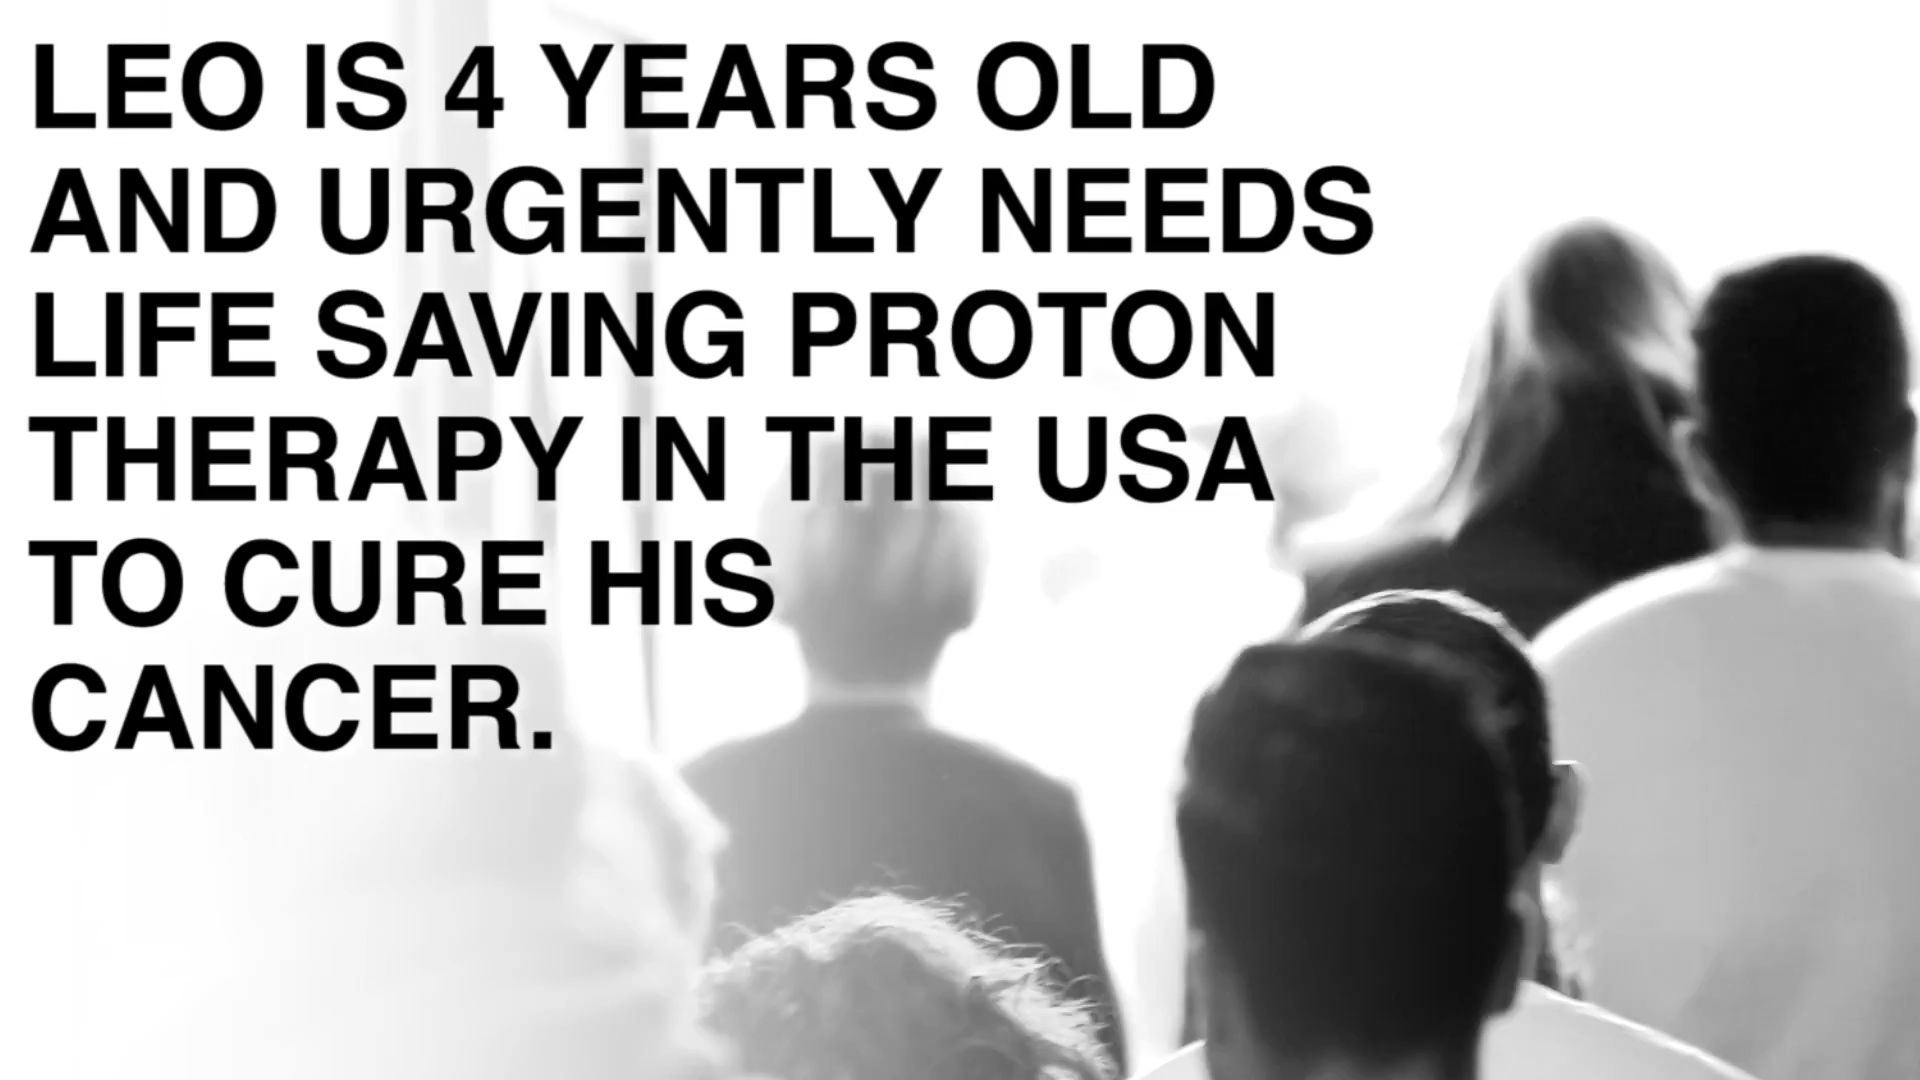 LEO IS 4 YEARS OLD
AND URGENTLY NEEDS
LIFE SAVING PROTON
THERAPY IN THE USA
TO CURE HIS
CANCER.